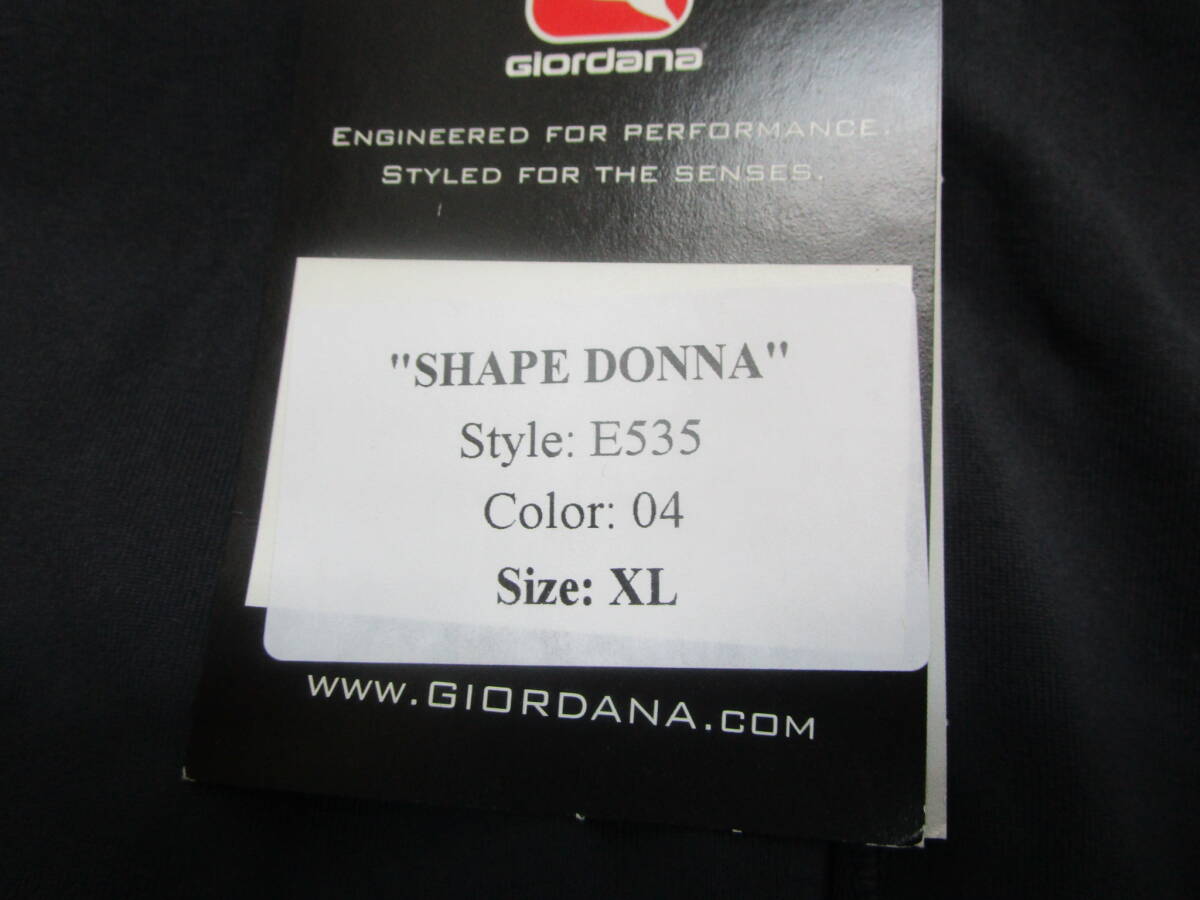 GIORDANA
ENGINEERED FOR PERFORMANCE.
STYLED FOR THE SENSES.
"SHAPE DONNA"
Style: E535
Color: 04
Size: XL
WWW.GIORDANA.COM